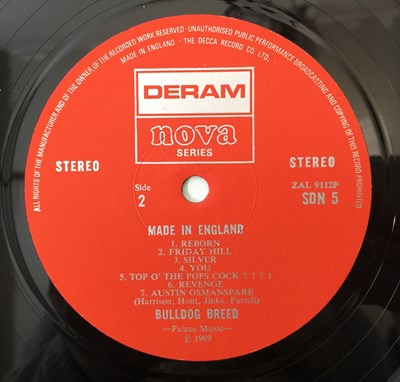 ALL RIGHTS OF THE MANUFACTURER AND OF THE OWNER OF THE RECORDED WORK RESERVED · UNAUTHORISED PUBLIC PERFORMANCE BROADCASTING AND COPYING OF THIS RECORD PROHIBITED
MADE IN ENGLAND · THE DECCA RECORD CO LTD.
DERAM
nova
SERIES
STEREO
STEREO
Side
2
ZAL 9112P
SDN 5
MADE IN ENGLAND
1. REBORN
2. FRIDAY HILL
3. SILVER
4. YOU
5. TOP O' THE POPS COCK ? ! ? !
6. REVENGE
7. AUSTIN OSMANSPARE
(Harrison, Hunt, Jinks, Farrell)
BULLDOG BREED
—Palace Music—
℗ 1969